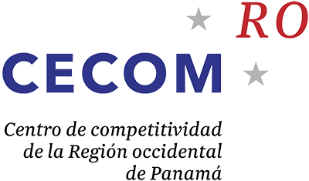 RO
CECOM
Centro de competitividad
de la Región occidental
de Panamá